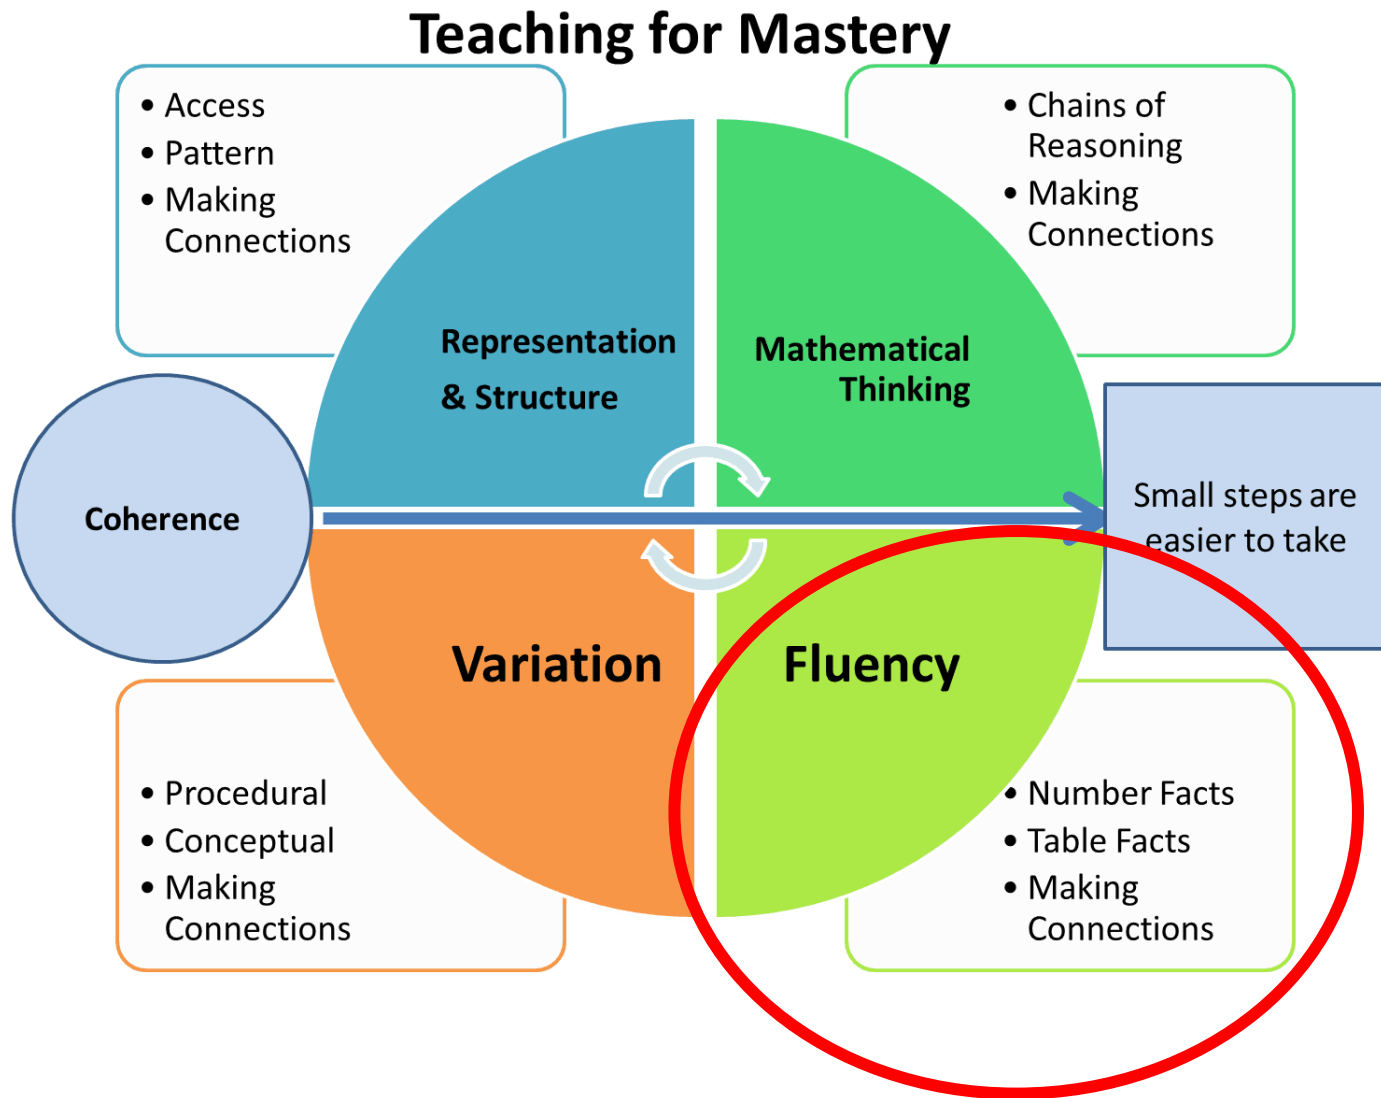 Teaching for Mastery
• Access
• Pattern
• Making
Connections
• Chains of
Reasoning
• Making
Connections
Representation
& Structure
Mathematical
Thinking
Coherence
Small steps are
easier to take
Variation
Fluency
• Procedural
• Conceptual
• Making
Connections
• Number Facts
• Table Facts
• Making
Connections